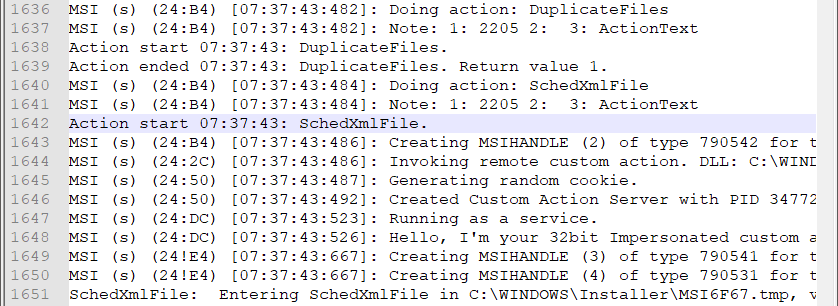 1636 MSI (s) (24:B4) [07:37:43:482]: Doing action: DuplicateFiles
1637 MSI (s) (24:B4) [07:37:43:482]: Note: 1: 2205 2:  3: ActionText
1638 Action start 07:37:43: DuplicateFiles.
1639 Action ended 07:37:43: DuplicateFiles. Return value 1.
1640 MSI (s) (24:B4) [07:37:43:484]: Doing action: SchedXmlFile
1641 MSI (s) (24:B4) [07:37:43:484]: Note: 1: 2205 2:  3: ActionText
1642 Action start 07:37:43: SchedXmlFile.
1643 MSI (s) (24:B4) [07:37:43:486]: Creating MSIHANDLE (2) of type 790542 for t
1644 MSI (s) (24:2C) [07:37:43:486]: Invoking remote custom action. DLL: C:\WIND
1645 MSI (s) (24:50) [07:37:43:487]: Generating random cookie.
1646 MSI (s) (24:50) [07:37:43:492]: Created Custom Action Server with PID 34772
1647 MSI (s) (24:DC) [07:37:43:523]: Running as a service.
1648 MSI (s) (24:DC) [07:37:43:526]: Hello, I'm your 32bit Impersonated custom a
1649 MSI (s) (24!E4) [07:37:43:667]: Creating MSIHANDLE (3) of type 790541 for t
1650 MSI (s) (24!E4) [07:37:43:667]: Creating MSIHANDLE (4) of type 790531 for t
1651 SchedXmlFile:  Entering SchedXmlFile in C:\WINDOWS\Installer\MSI6F67.tmp, v